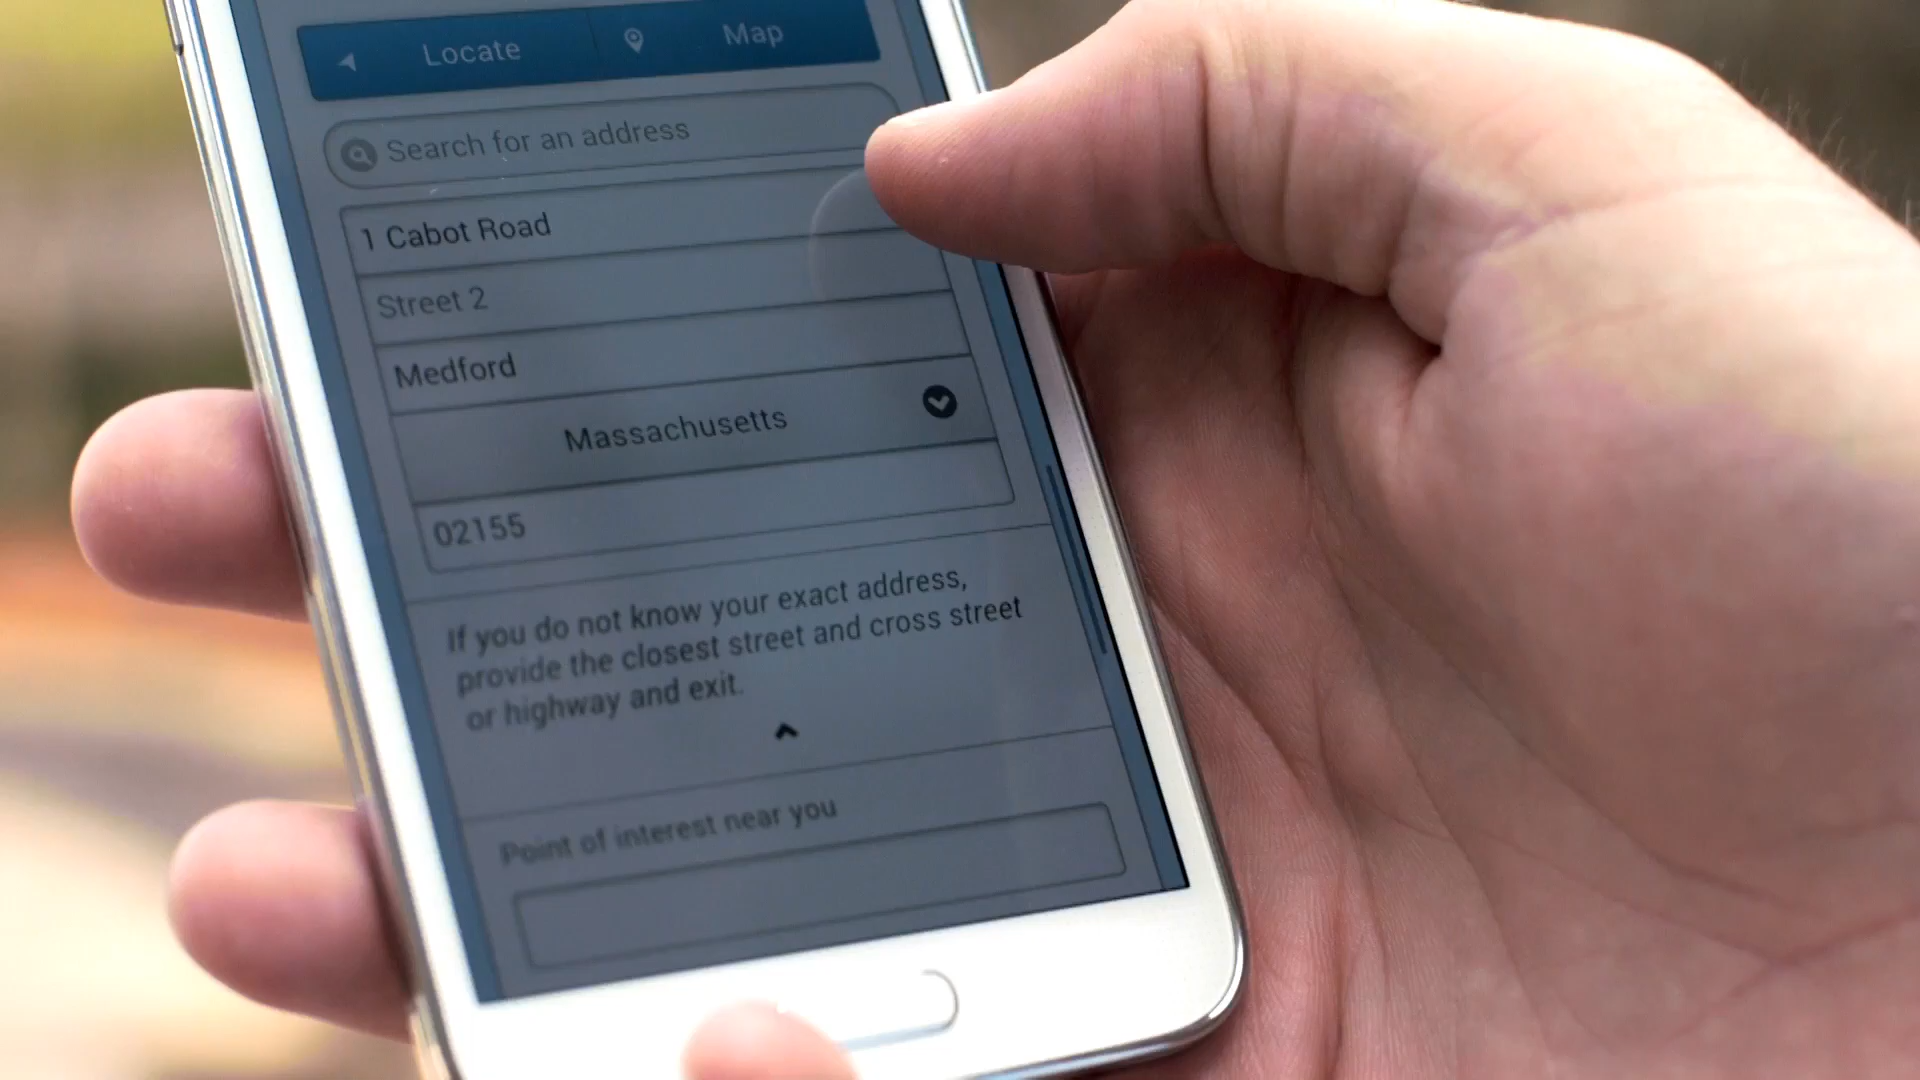 Locate Map
Search for an address
1 Cabot Road
Street 2
Medford
Massachusetts
02155
If you do not know your exact address,
provide the closest street and cross street
or highway and exit.
Point of interest near you